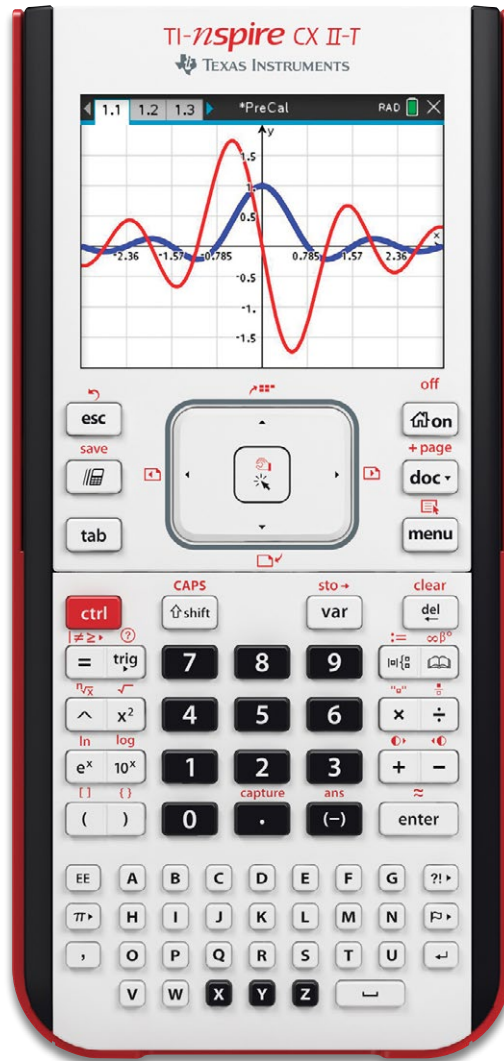 TI-nspire CX II-T
TEXAS INSTRUMENTS
1.1 1.2 1.3 *PreCal RAD
y
1.5
1.
0.5
x
-2.36 -1.57 -0.785 0.785 1.57 2.36
-0.5
-1.
-1.5
off
esc on
save + page
doc
tab menu
CAPS sto→ clear
ctrl ⇧shift var del
|≠≥▸ ? := ∞β°
= trig 7 8 9
ⁿ√x √ "□"
^ x² 4 5 6 × ÷
ln log
eˣ 10ˣ 1 2 3 + −
[ ] { } capture ans ≈
( ) 0 . (−) enter
EE A B C D E F G ?!▸
π▸ H I J K L M N
, O P Q R S T U ↵
V W X Y Z